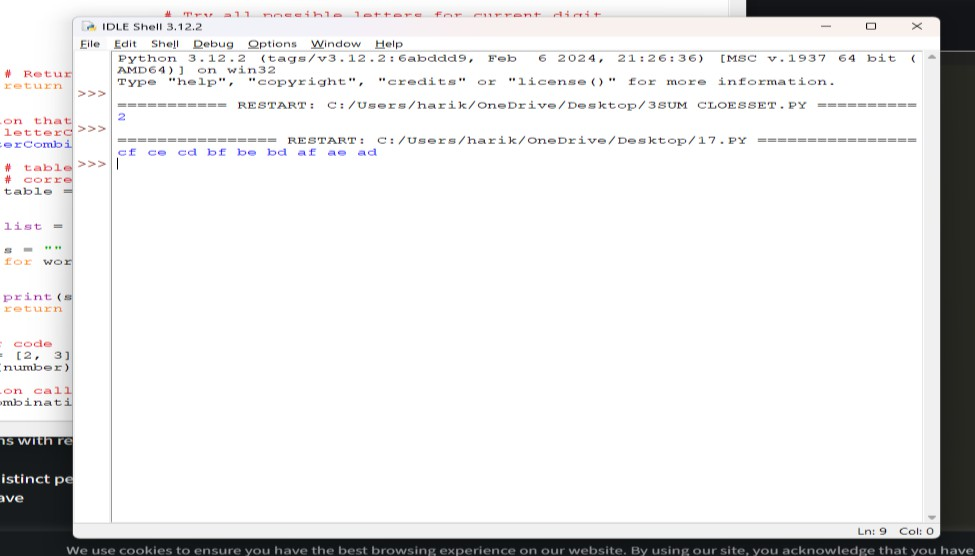 # Try all possible letters for current digit
IDLE Shell 3.12.2
File Edit Shell Debug Options Window Help
Python 3.12.2 (tags/v3.12.2:6abddd9, Feb  6 2024, 21:26:36) [MSC v.1937 64 bit (
AMD64)] on win32
Type "help", "copyright", "credits" or "license()" for more information.
>>>
=========== RESTART: C:/Users/harik/OneDrive/Desktop/3SUM CLOESSET.PY ==========
2
>>>
================ RESTART: C:/Users/harik/OneDrive/Desktop/17.PY ================
cf ce cd bf be bd af ae ad
>>>
Ln: 9 Col: 0
# Retur
return
on that
letterC
terCombi
# table
# corre
table =
list =
s = ""
for wor
print(s
return
r code
= [2, 3]
(number)
on call
ombinati
ns with re
istinct pe
ave
We use cookies to ensure you have the best browsing experience on our website. By using our site, you acknowledge that you have